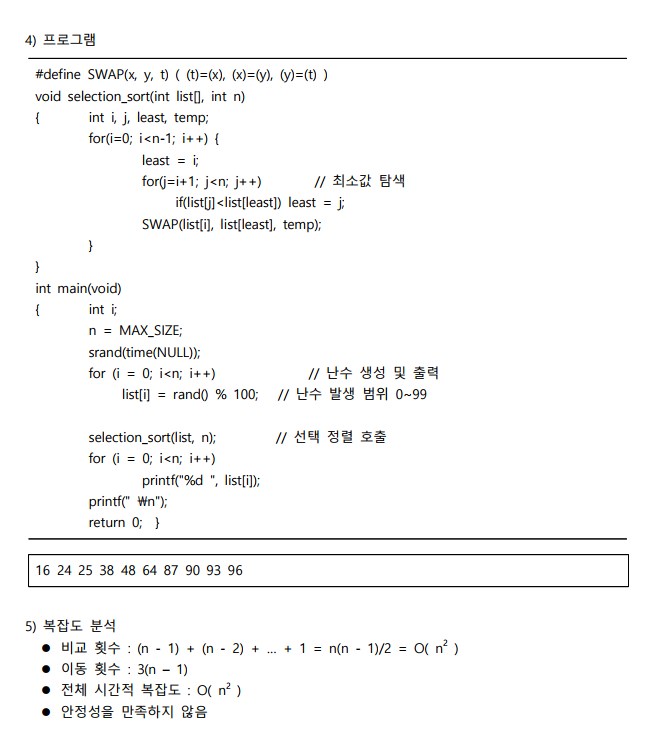 4) 프로그램
#define SWAP(x, y, t) ( (t)=(x), (x)=(y), (y)=(t) )
void selection_sort(int list[], int n)
{ int i, j, least, temp;
for(i=0; i<n-1; i++) {
least = i;
for(j=i+1; j<n; j++) // 최소값 탐색
if(list[j]<list[least]) least = j;
SWAP(list[i], list[least], temp);
}
}
int main(void)
{ int i;
n = MAX_SIZE;
srand(time(NULL));
for (i = 0; i<n; i++) // 난수 생성 및 출력
list[i] = rand() % 100; // 난수 발생 범위 0~99
selection_sort(list, n); // 선택 정렬 호출
for (i = 0; i<n; i++)
printf("%d ", list[i]);
printf(" ₩n");
return 0; }
16 24 25 38 48 64 87 90 93 96
5) 복잡도 분석
● 비교 횟수 : (n - 1) + (n - 2) + … + 1 = n(n - 1)/2 = O( n² )
● 이동 횟수 : 3(n – 1)
● 전체 시간적 복잡도 : O( n² )
● 안정성을 만족하지 않음